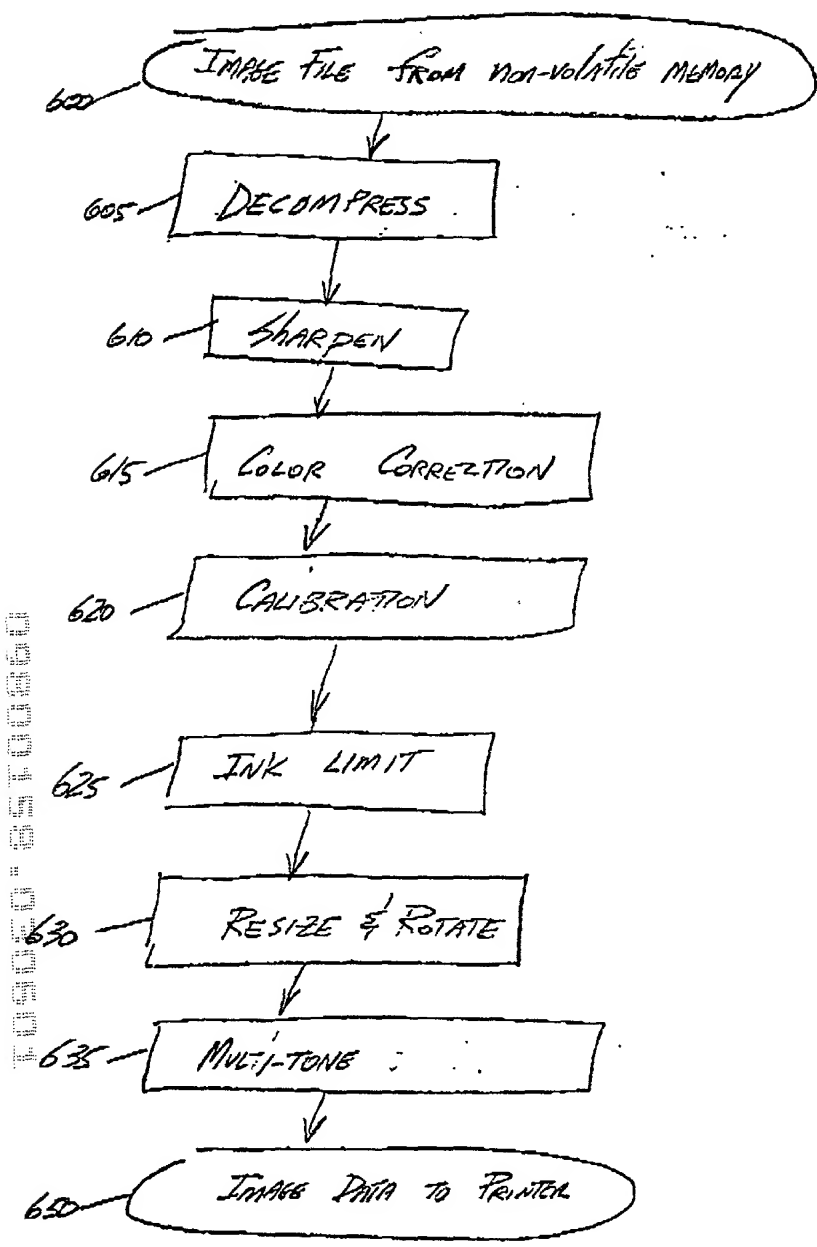 IMAGE FILE from non-volatile MEMORY
600
605 DECOMPRESS
610 SHARPEN
615 COLOR CORRECTION
620 CALIBRATION
625 INK LIMIT
630 RESIZE & ROTATE
635 MULTI-TONE
650 IMAGE DATA TO PRINTER